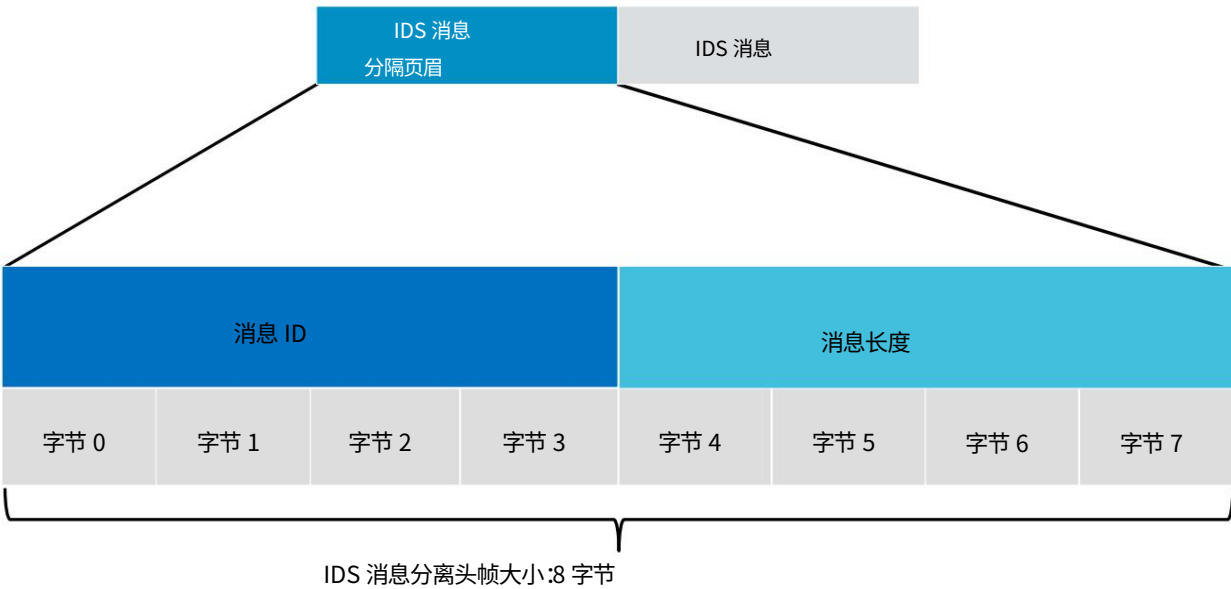 IDS 消息
分隔页眉
IDS 消息
消息 ID
消息长度
字节 0
字节 1
字节 2
字节 3
字节 4
字节 5
字节 6
字节 7
IDS 消息分离头帧大小:8 字节